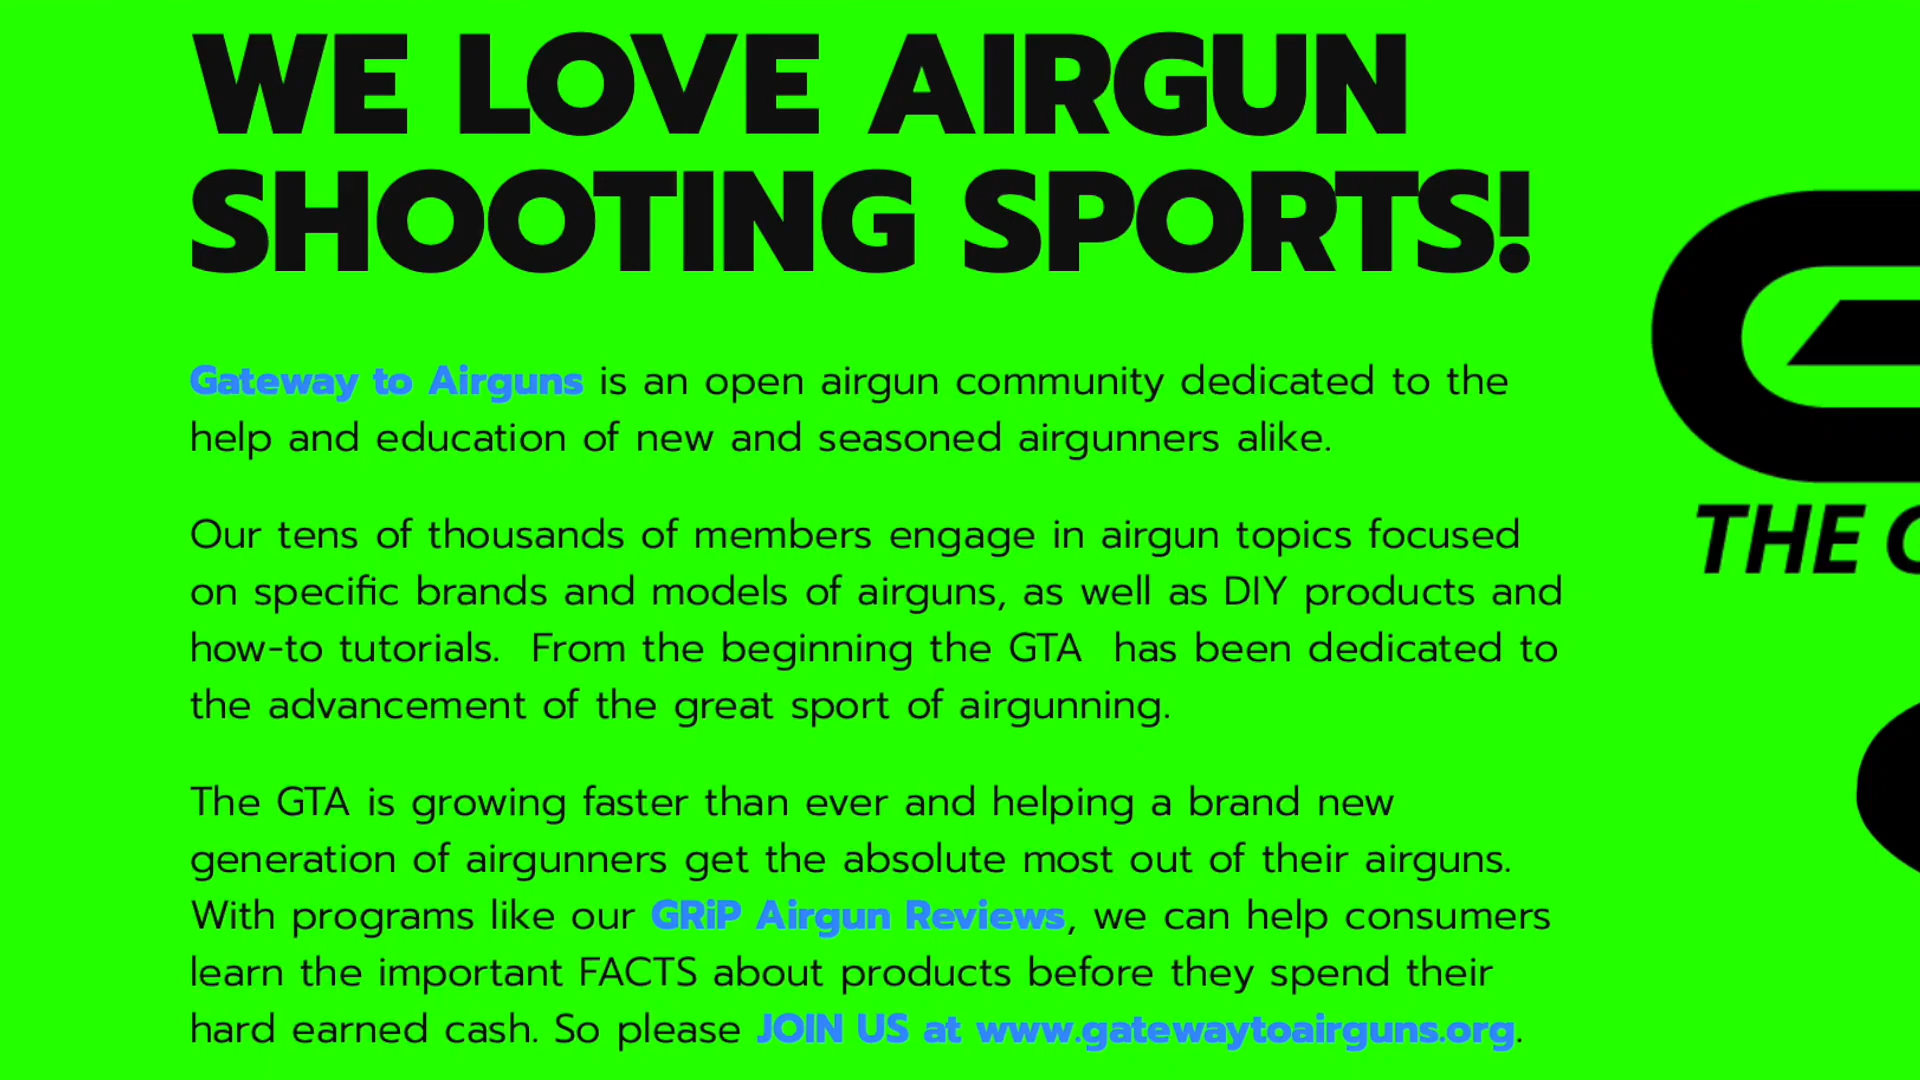 WE LOVE AIRGUN
SHOOTING SPORTS!
Gateway to Airguns is an open airgun community dedicated to the
help and education of new and seasoned airgunners alike.
Our tens of thousands of members engage in airgun topics focused
on specific brands and models of airguns, as well as DIY products and
how-to tutorials.  From the beginning the GTA  has been dedicated to
the advancement of the great sport of airgunning.
The GTA is growing faster than ever and helping a brand new
generation of airgunners get the absolute most out of their airguns.
With programs like our GRiP Airgun Reviews, we can help consumers
learn the important FACTS about products before they spend their
hard earned cash. So please JOIN US at www.gatewaytoairguns.org.
THE